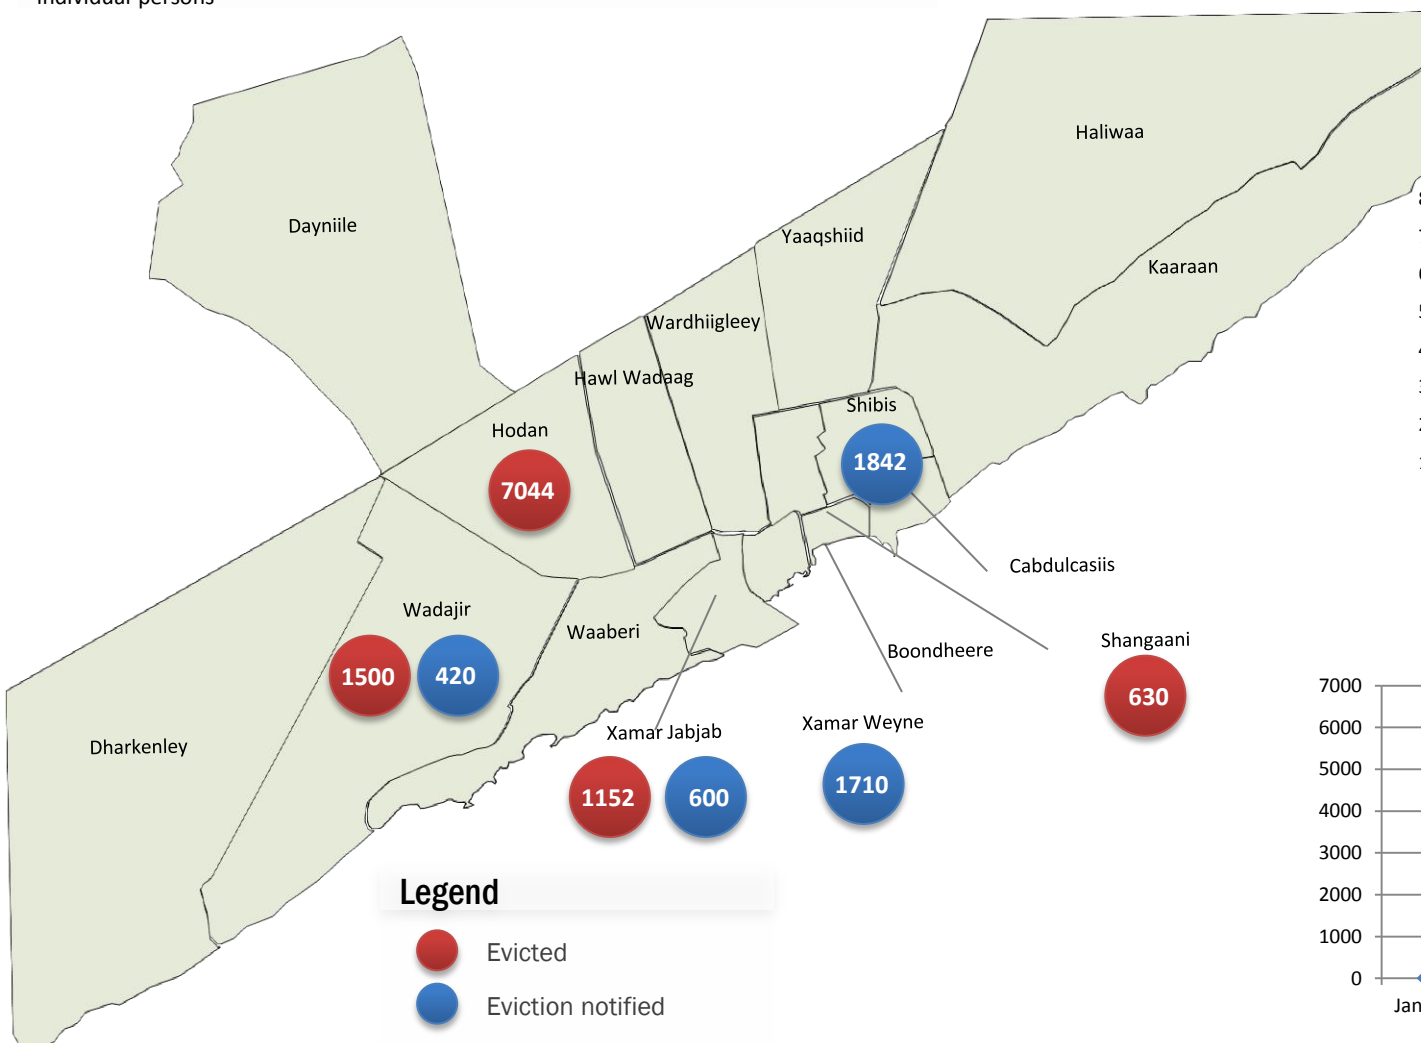 individual persons
Haliwaa
Dayniile
Yaaqshiid
Kaaraan
Wardhiigleey
Hawl Wadaag
Shibis
Hodan
1842
7044
Cabdulcasiis
Wadajir
Waaberi
Shangaani
Boondheere
1500
420
630
Xamar Jabjab
Xamar Weyne
Dharkenley
1152
600
1710
7000
6000
5000
4000
3000
2000
1000
0
Jan
Legend
Evicted
Eviction notified